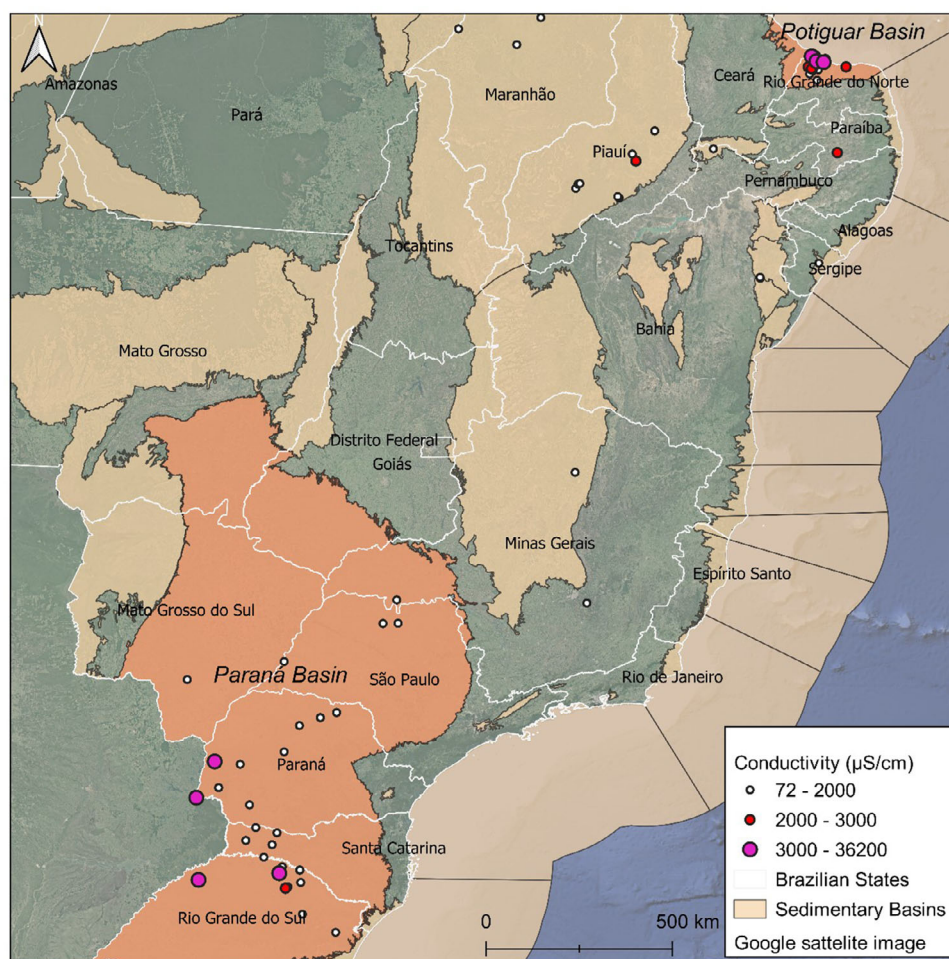 Potiguar Basin
Amazonas
Ceará
Rio Grande do Norte
Maranhão
Pará
Paraíba
Piauí
Pernambuco
Alagoas
Tocantins
Sergipe
Bahia
Mato Grosso
Distrito Federal
Goiás
Minas Gerais
Espírito Santo
Mato Grosso do Sul
Paraná Basin
São Paulo
Rio de Janeiro
Paraná
Santa Catarina
Rio Grande do Sul
0 500 km
Conductivity (µS/cm)
72 - 2000
2000 - 3000
3000 - 36200
Brazilian States
Sedimentary Basins
Google sattelite image